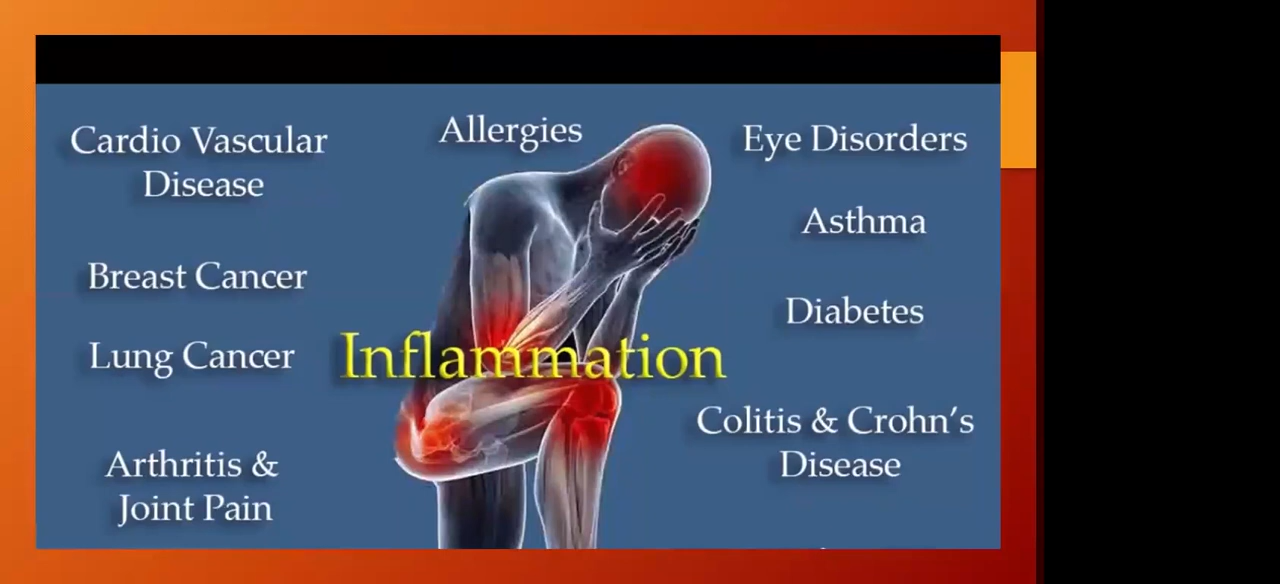 Cardio Vascular
Disease
Allergies
Eye Disorders
Asthma
Breast Cancer
Diabetes
Lung Cancer
Inflammation
Colitis & Crohn's
Disease
Arthritis &
Joint Pain